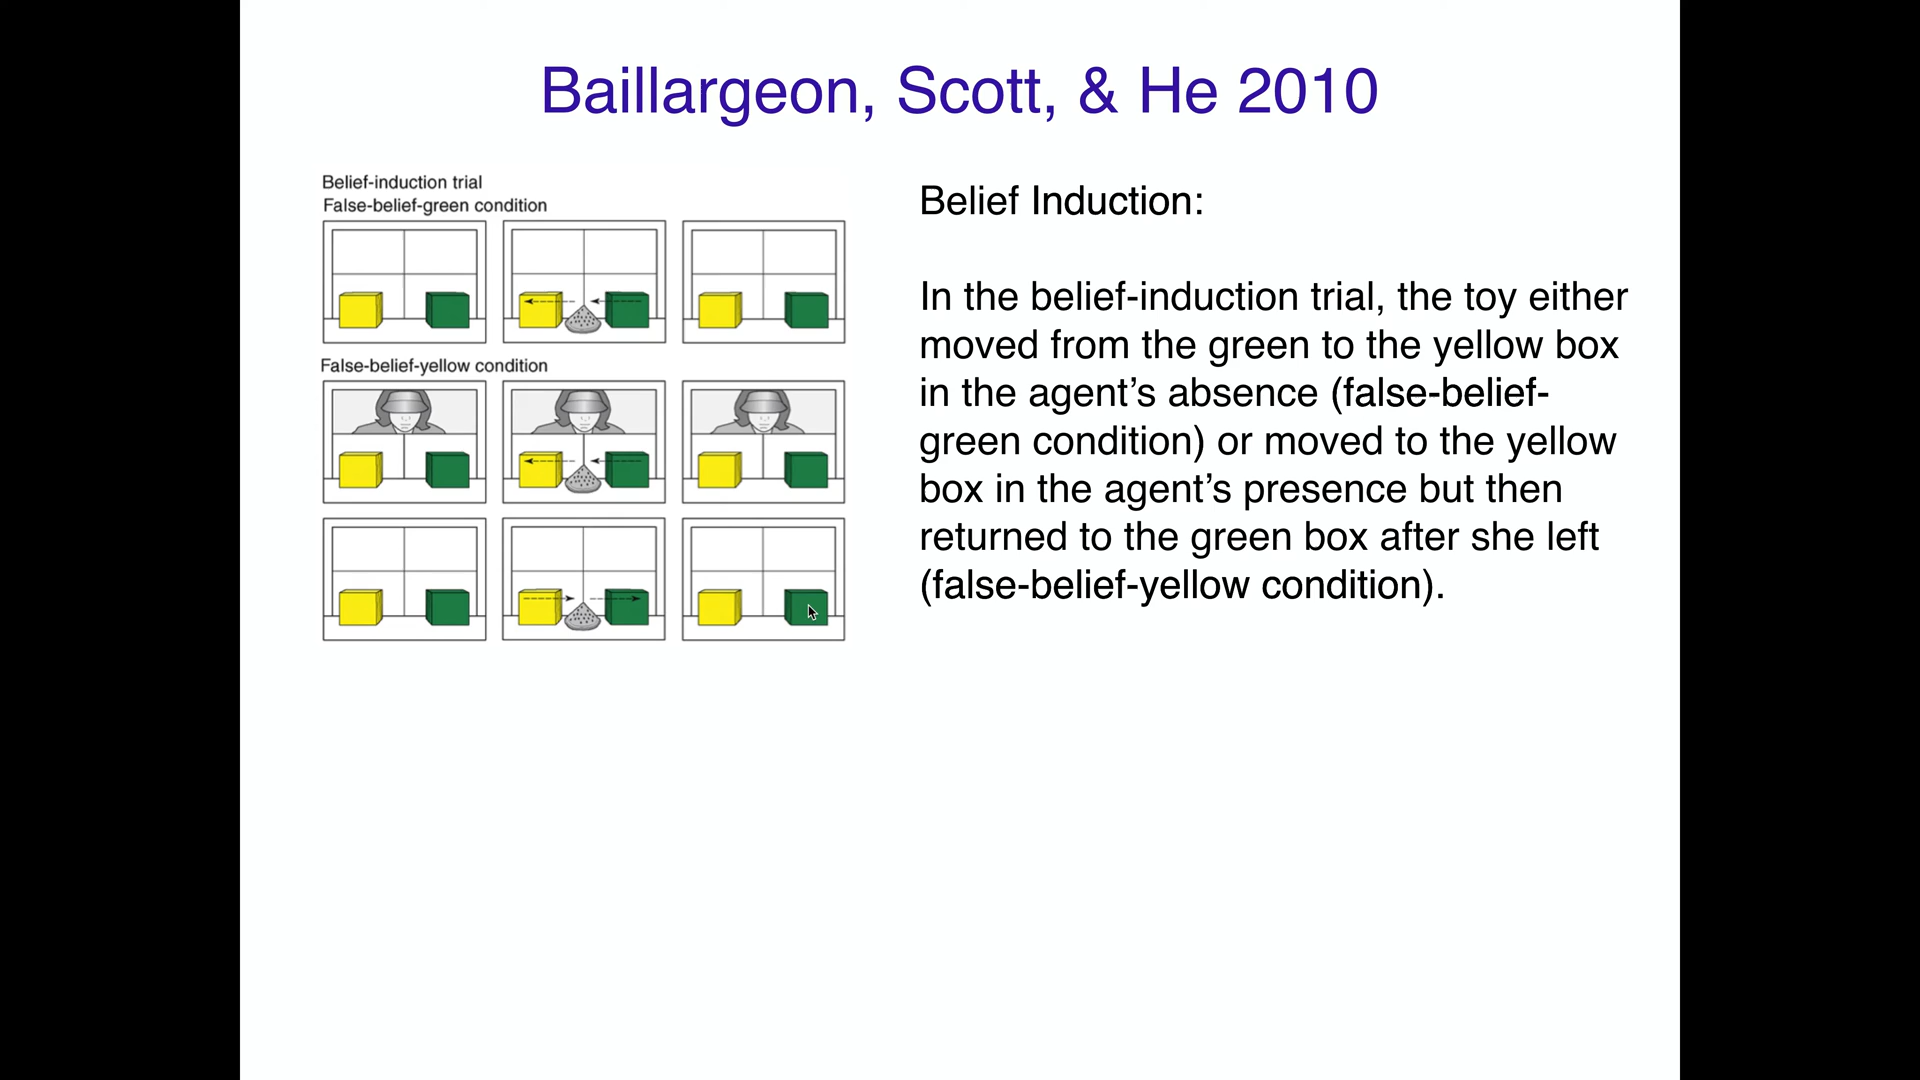 Baillargeon, Scott, & He 2010
Belief-induction trial
False-belief-green condition
False-belief-yellow condition
Belief Induction:
In the belief-induction trial, the toy either
moved from the green to the yellow box
in the agent’s absence (false-belief-
green condition) or moved to the yellow
box in the agent’s presence but then
returned to the green box after she left
(false-belief-yellow condition).